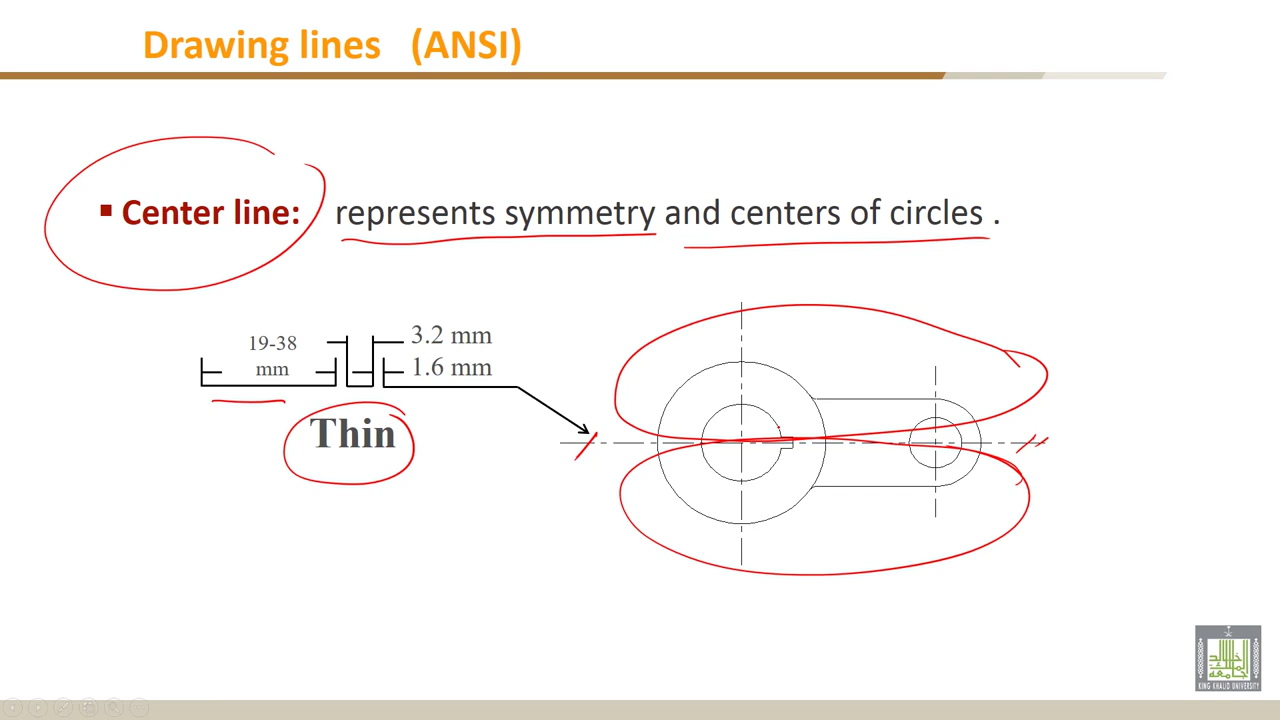 Drawing lines (ANSI)
▪ Center line: represents symmetry and centers of circles .
19-38
mm
3.2 mm
1.6 mm
Thin
KING KHALID UNIVERSITY